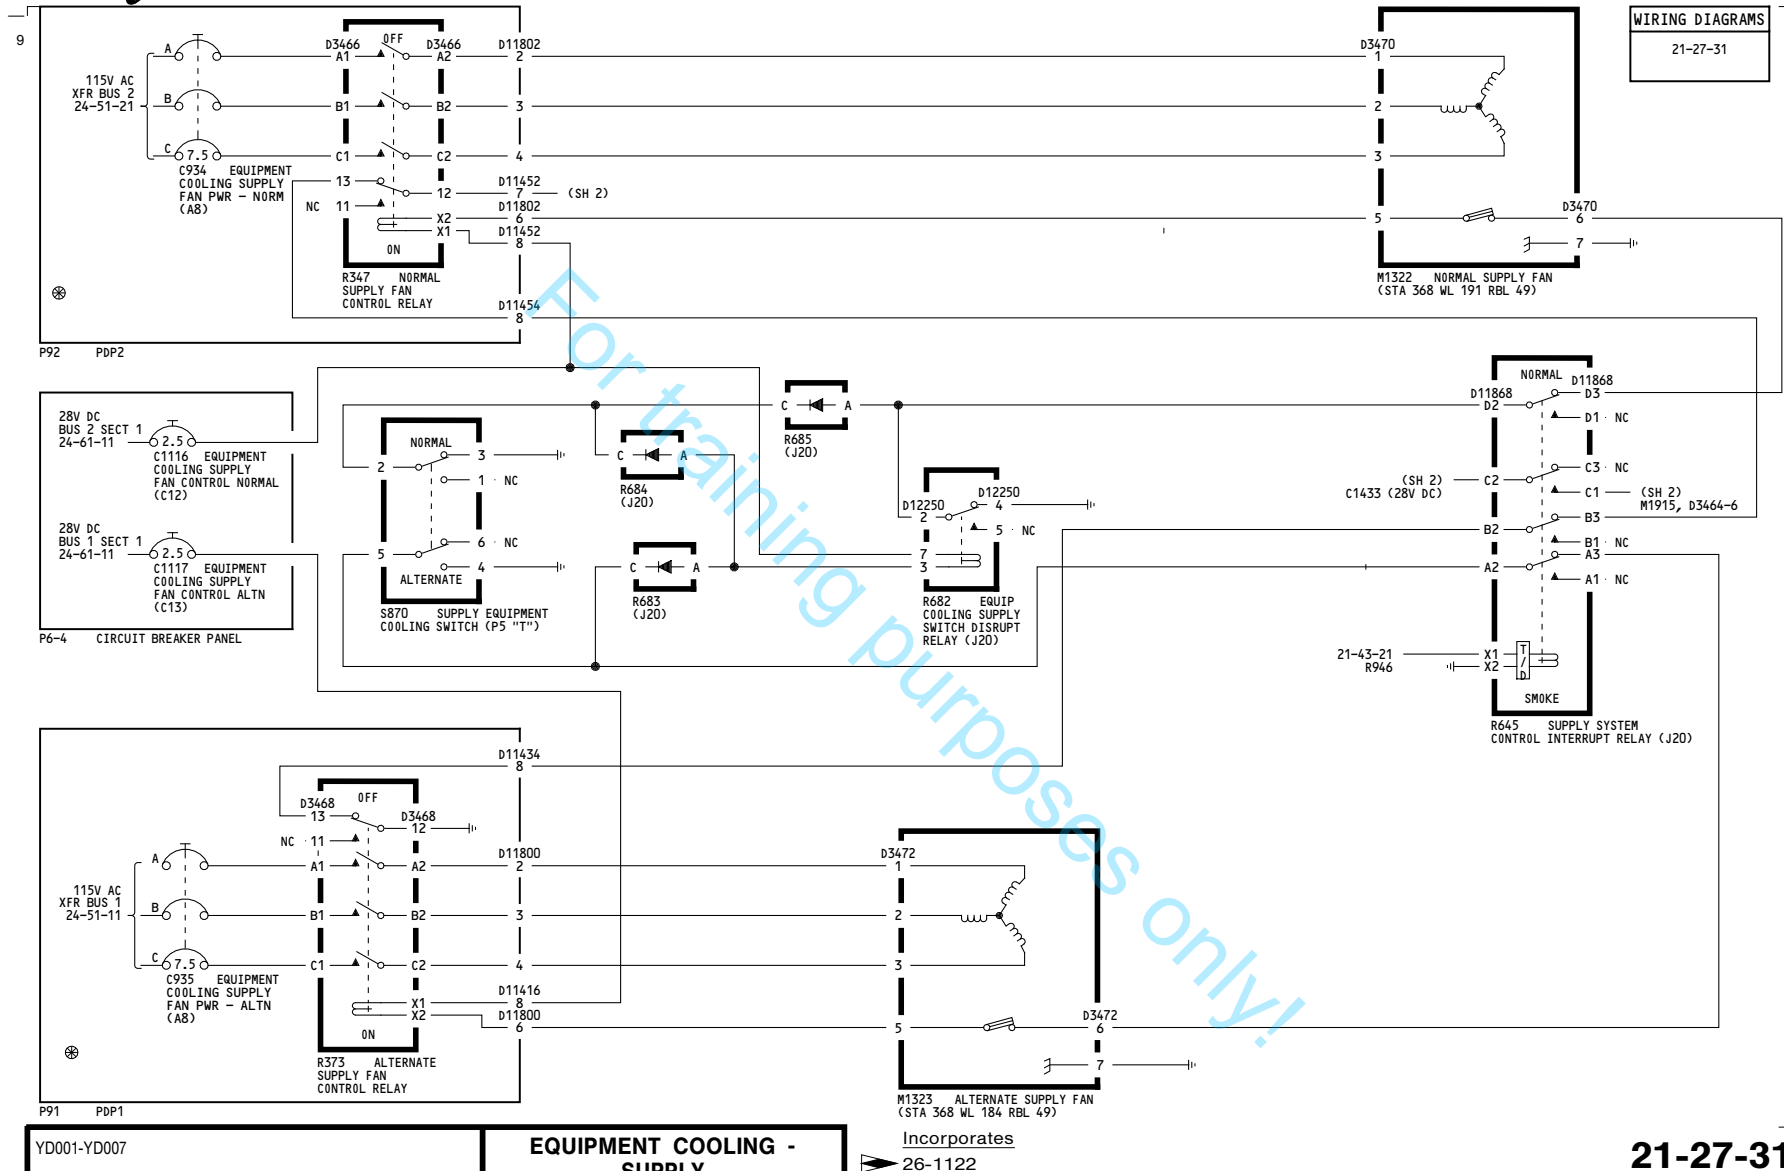 9
WIRING DIAGRAMS
21-27-31
115V AC
XFR BUS 2
24-51-21
A
B
C 7.5
C934 EQUIPMENT
COOLING SUPPLY
FAN PWR – NORM
(A8)
D3466 OFF D3466 D11802
A1 A2 2
B1 B2 3
C1 C2 4
13 12 D11452
7 (SH 2)
NC 11
X2 D11802
6
X1 D11452
8
ON
R347 NORMAL
SUPPLY FAN
CONTROL RELAY
D11454
8
P92 PDP2
D3470
1
2
3
5
D3470
6
7
M1322 NORMAL SUPPLY FAN
(STA 368 WL 191 RBL 49)
28V DC
BUS 2 SECT 1
24-61-11 2.5
C1116 EQUIPMENT
COOLING SUPPLY
FAN CONTROL NORMAL
(C12)
28V DC
BUS 1 SECT 1
24-61-11 2.5
C1117 EQUIPMENT
COOLING SUPPLY
FAN CONTROL ALTN
(C13)
P6-4 CIRCUIT BREAKER PANEL
NORMAL
2 3
1 NC
5 6 NC
4
ALTERNATE
S870 SUPPLY EQUIPMENT
COOLING SWITCH (P5 "T")
C A
R685
(J20)
C A
R684
(J20)
C A
R683
(J20)
D12250 D12250
2 4
5 NC
7
3
R682 EQUIP
COOLING SUPPLY
SWITCH DISRUPT
RELAY (J20)
NORMAL
D11868 D11868
D2 D3
D1 NC
(SH 2)
C1433 (28V DC)
C2 C3 NC
C1 (SH 2)
M1915, D3464-6
B2 B3
B1 NC
A2 A3
A1 NC
21-43-21 X1
R946 X2
T/D
SMOKE
R645 SUPPLY SYSTEM
CONTROL INTERRUPT RELAY (J20)
D11434
8
115V AC
XFR BUS 1
24-51-11
A
B
C 7.5
C935 EQUIPMENT
COOLING SUPPLY
FAN PWR – ALTN
(A8)
OFF
D3468 D3468
13 12
NC 11
A1 A2 D11800
2
B1 B2 3
C1 C2 4
X1 D11416
8
X2 D11800
6
ON
R373 ALTERNATE
SUPPLY FAN
CONTROL RELAY
P91 PDP1
D3472
1
2
3
5
D3472
6
7
M1323 ALTERNATE SUPPLY FAN
(STA 368 WL 184 RBL 49)
For training purposes only!
YD001-YD007
EQUIPMENT COOLING -
SUPPLY
Incorporates
26-1122
21-27-31